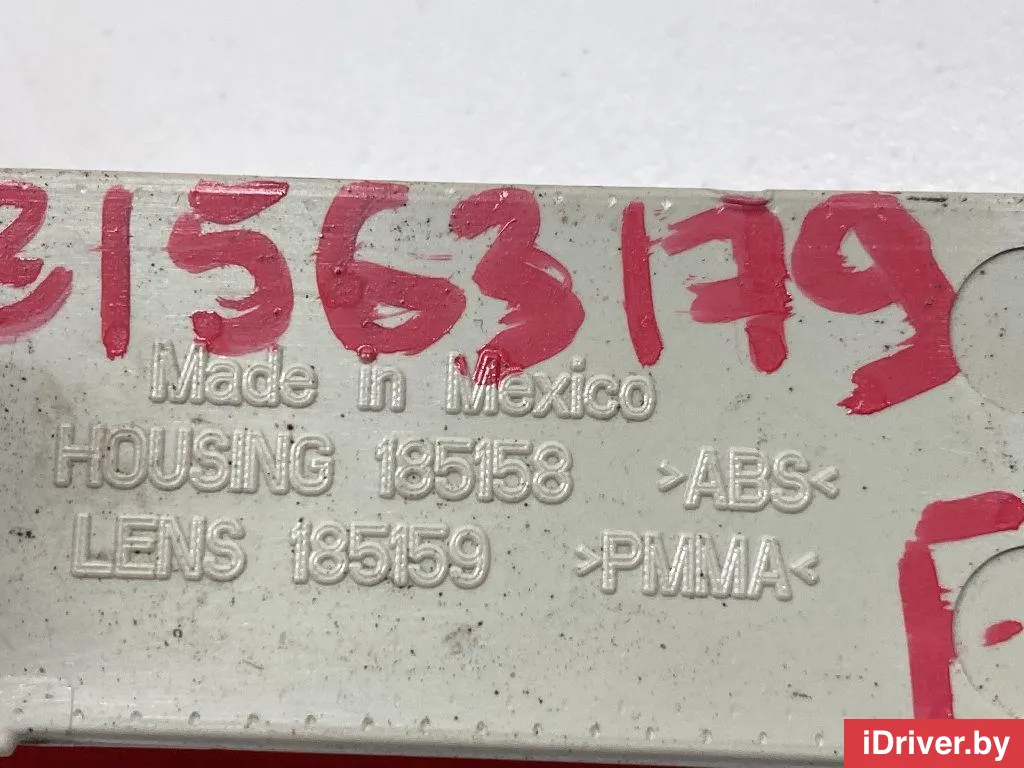 31563179
Made in Mexico
HOUSING 185158 >ABS<
LENS 185159 >PMMA<
iDriver.by